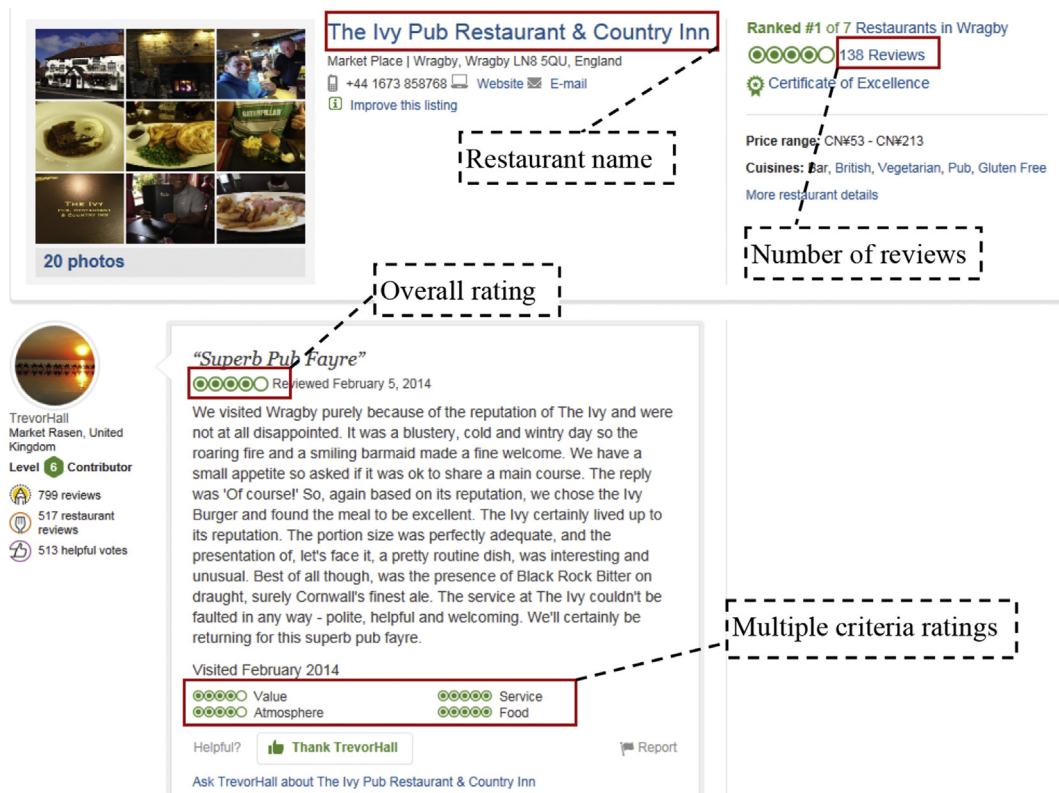 The Ivy Pub Restaurant & Country Inn
Market Place | Wragby, Wragby LN8 5QU, England
+44 1673 858768 Website E-mail
Improve this listing
Restaurant name
THE IVY
PUB, RESTAURANT
& COUNTRY INN
20 photos
Ranked #1 of 7 Restaurants in Wragby
138 Reviews
Certificate of Excellence
Price range: CN¥53 - CN¥213
Cuisines: Bar, British, Vegetarian, Pub, Gluten Free
More restaurant details
Number of reviews
Overall rating
TrevorHall
Market Rasen, United
Kingdom
Level 6 Contributor
799 reviews
517 restaurant
reviews
513 helpful votes
“Superb Pub Fayre”
Reviewed February 5, 2014
We visited Wragby purely because of the reputation of The Ivy and were
not at all disappointed. It was a blustery, cold and wintry day so the
roaring fire and a smiling barmaid made a fine welcome. We have a
small appetite so asked if it was ok to share a main course. The reply
was 'Of course!' So, again based on its reputation, we chose the Ivy
Burger and found the meal to be excellent. The Ivy certainly lived up to
its reputation. The portion size was perfectly adequate, and the
presentation of, let's face it, a pretty routine dish, was interesting and
unusual. Best of all though, was the presence of Black Rock Bitter on
draught, surely Cornwall's finest ale. The service at The Ivy couldn't be
faulted in any way - polite, helpful and welcoming. We'll certainly be
returning for this superb pub fayre.
Visited February 2014
Value Service
Atmosphere Food
Multiple criteria ratings
Helpful? Thank TrevorHall Report
Ask TrevorHall about The Ivy Pub Restaurant & Country Inn